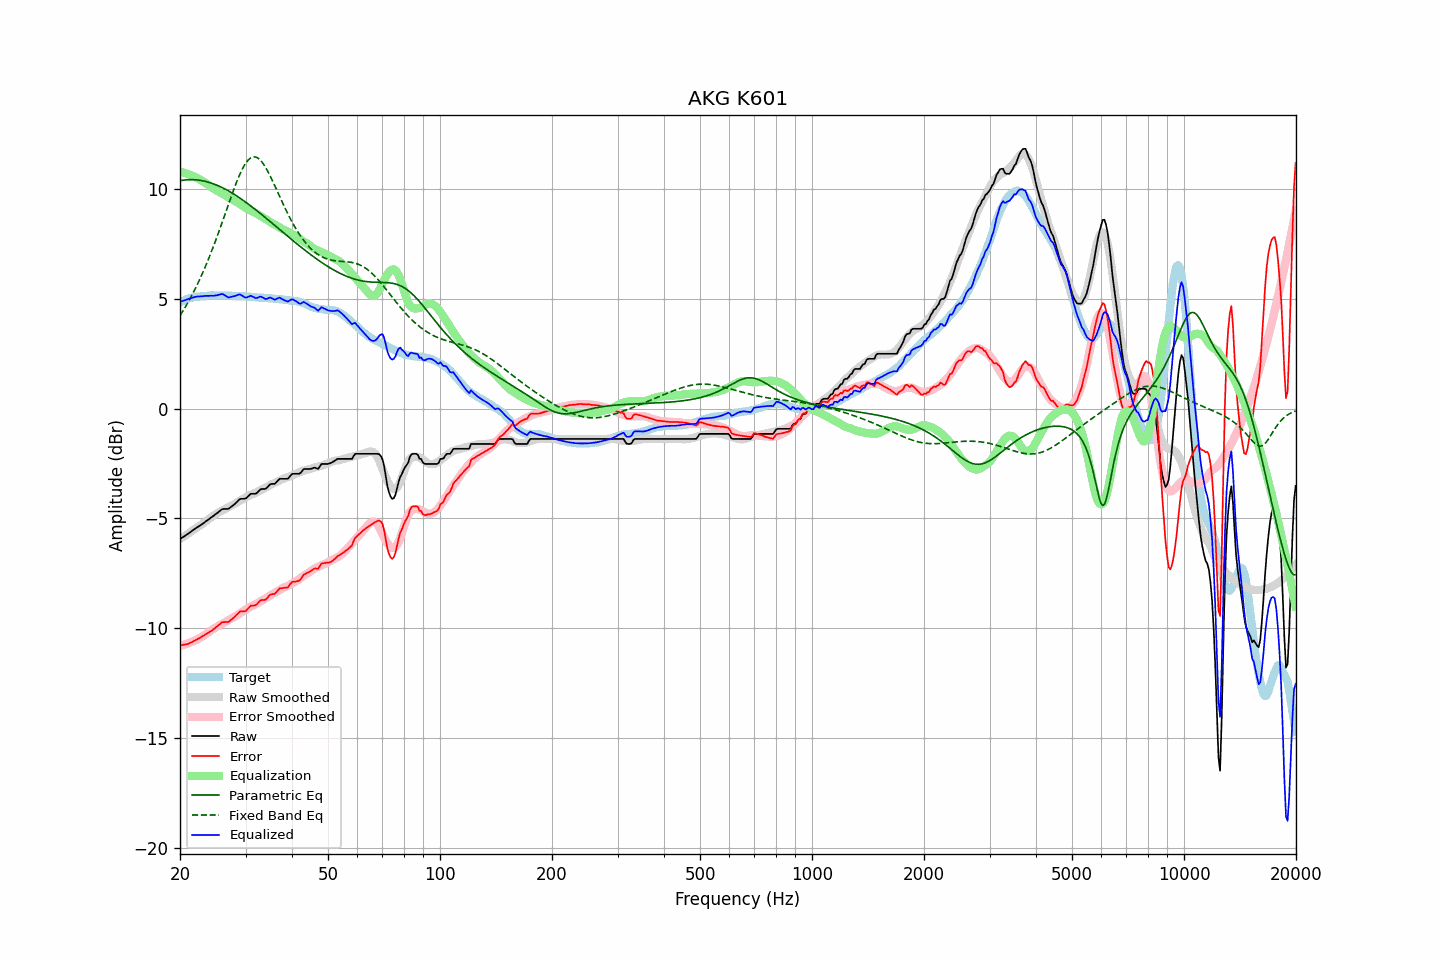 AKG K601
Amplitude (dBr)
10
5
0
−5
−10
−15
−20
Target
Raw Smoothed
Error Smoothed
Raw
Error
Equalization
Parametric Eq
Fixed Band Eq
Equalized
20 50 100 200 500 1000 2000 5000 10000 20000
Frequency (Hz)